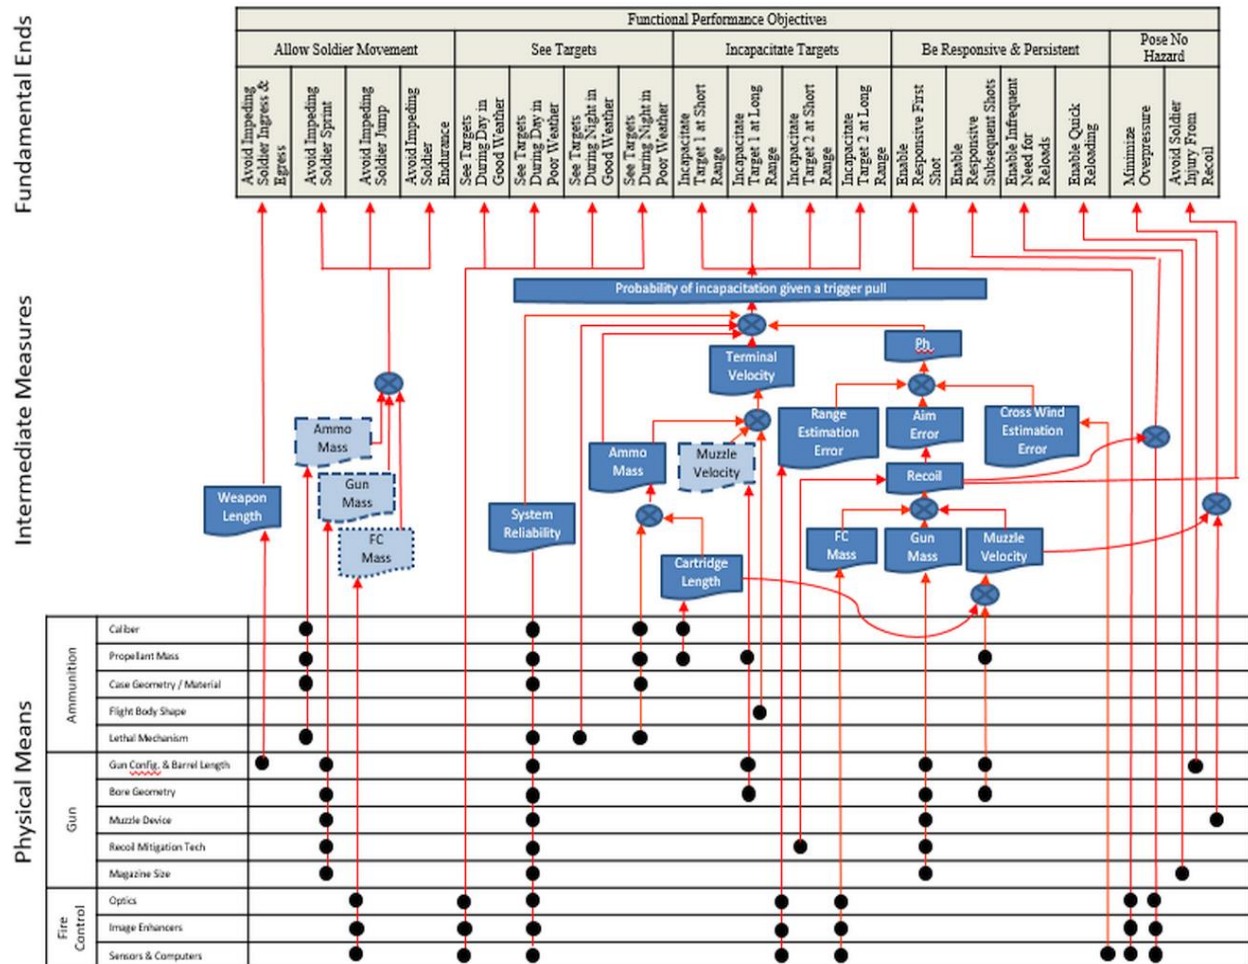 Fundamental Ends
Functional Performance Objectives
Allow Soldier Movement
See Targets
Incapacitate Targets
Be Responsive & Persistent
Pose No
Hazard
Avoid Impeding
Soldier Ingress &
Egress
Avoid Impeding
Soldier Sprint
Avoid Impeding
Soldier Jump
Avoid Impeding
Soldier
Endurance
See Targets
During Day in
Good Weather
See Targets
During Day in
Poor Weather
See Targets
During Night in
Good Weather
See Targets
During Night in
Poor Weather
Incapacitate
Target 1 at Short
Range
Incapacitate
Target 1 at Long
Range
Incapacitate
Target 2 at Short
Range
Incapacitate
Target 2 at Long
Range
Enable
Responsive First
Shot
Enable
Responsive
Subsequent Shots
Enable Infrequent
Need for
Reloads
Enable Quick
Reloading
Minimize
Overpressure
Avoid Soldier
Injury From
Recoil
Intermediate Measures
Probability of incapacitation given a trigger pull
Ph
Terminal
Velocity
Ammo
Mass
Range
Estimation
Error
Aim
Error
Cross Wind
Estimation
Error
Ammo
Mass
Muzzle
Velocity
Gun
Mass
Recoil
Weapon
Length
System
Reliability
FC
Mass
FC
Mass
Gun
Mass
Muzzle
Velocity
Cartridge
Length
Physical Means
Ammunition
Caliber
Propellant Mass
Case Geometry / Material
Flight Body Shape
Lethal Mechanism
Gun
Gun Config. & Barrel Length
Bore Geometry
Muzzle Device
Recoil Mitigation Tech
Magazine Size
Fire
Control
Optics
Image Enhancers
Sensors & Computers